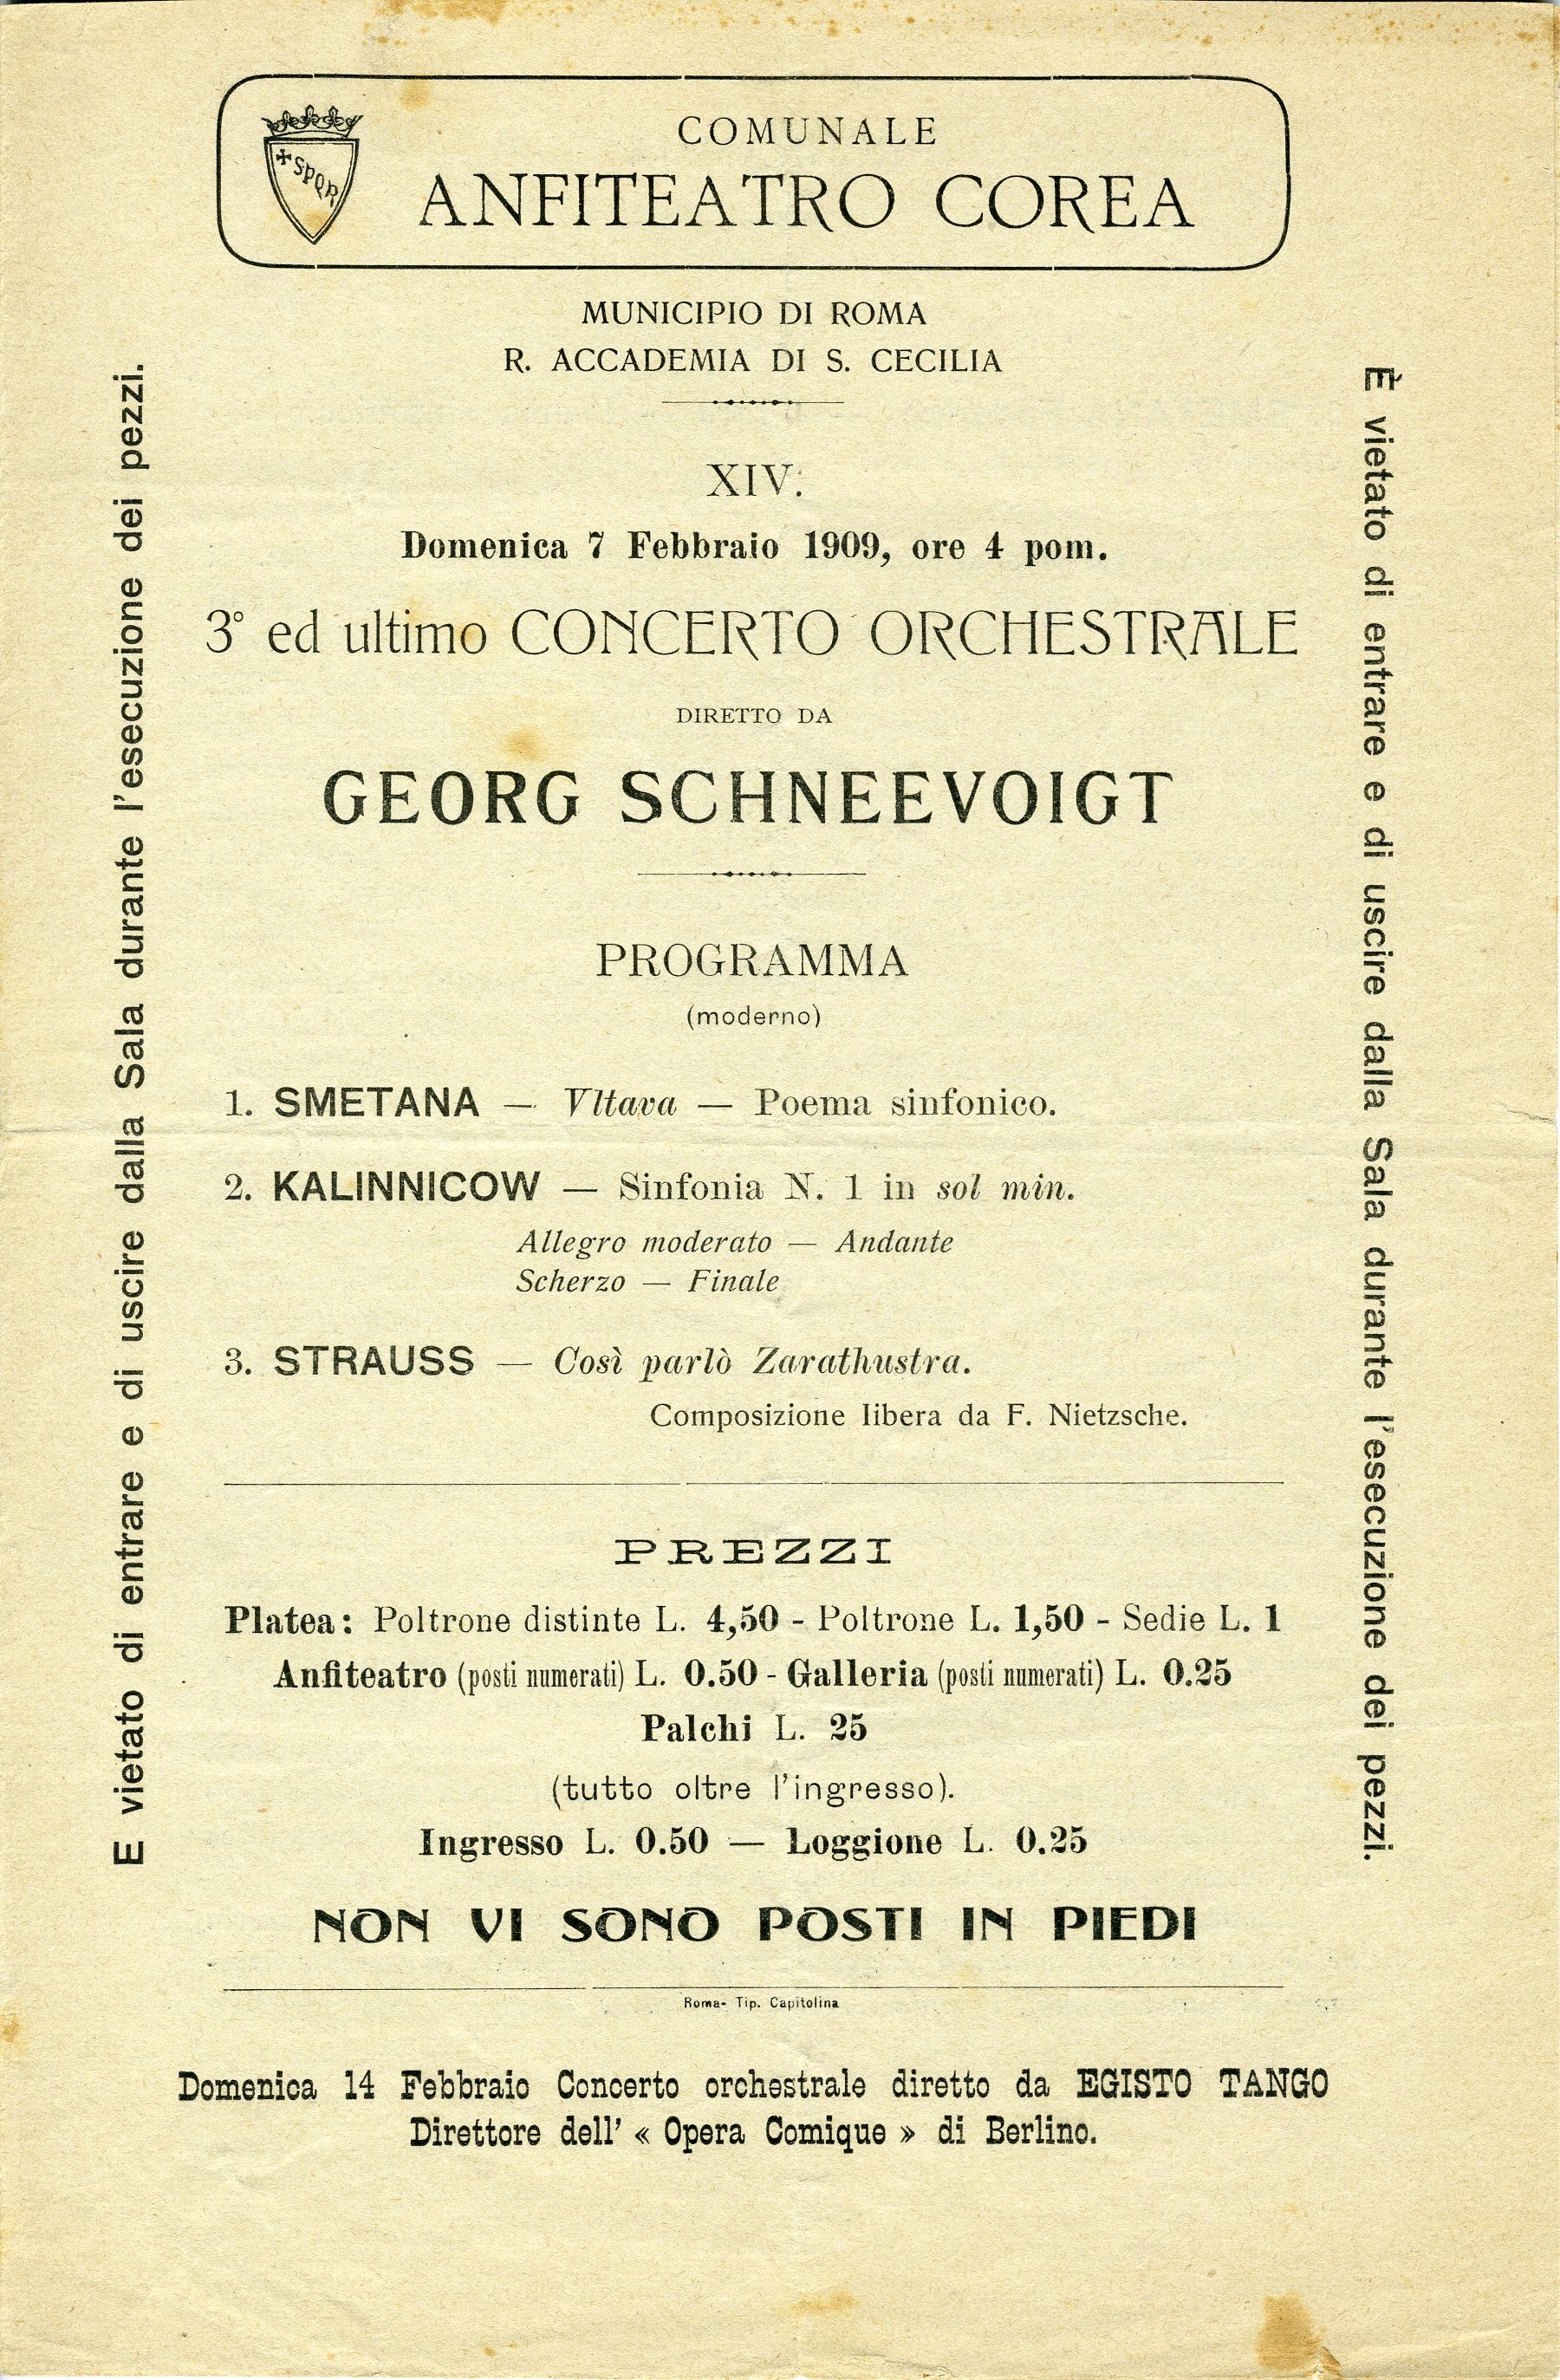 SPQR
COMUNALE
ANFITEATRO COREA
MUNICIPIO DI ROMA
R. ACCADEMIA DI S. CECILIA
XIV.
Domenica 7 Febbraio 1909, ore 4 pom.
3° ed ultimo CONCERTO ORCHESTRALE
DIRETTO DA
GEORG SCHNEEVOIGT
PROGRAMMA
(moderno)
1. SMETANA — Vltava — Poema sinfonico.
2. KALINNICOW — Sinfonia N. 1 in sol min.
Allegro moderato — Andante
Scherzo — Finale
3. STRAUSS — Così parlò Zarathustra.
Composizione libera da F. Nietzsche.
PREZZI
Platea: Poltrone distinte L. 4,50 - Poltrone L. 1,50 - Sedie L. 1
Anfiteatro (posti numerati) L. 0.50 - Galleria (posti numerati) L. 0.25
Palchi L. 25
(tutto oltre l'ingresso).
Ingresso L. 0.50 — Loggione L. 0.25
NON VI SONO POSTI IN PIEDI
Roma- Tip. Capitolina
Domenica 14 Febbraio Concerto orchestrale diretto da EGISTO TANGO
Direttore dell' « Opera Comique » di Berlino.
E vietato di entrare e di uscire dalla Sala durante l'esecuzione dei pezzi.
È vietato di entrare e di uscire dalla Sala durante l'esecuzione dei pezzi.